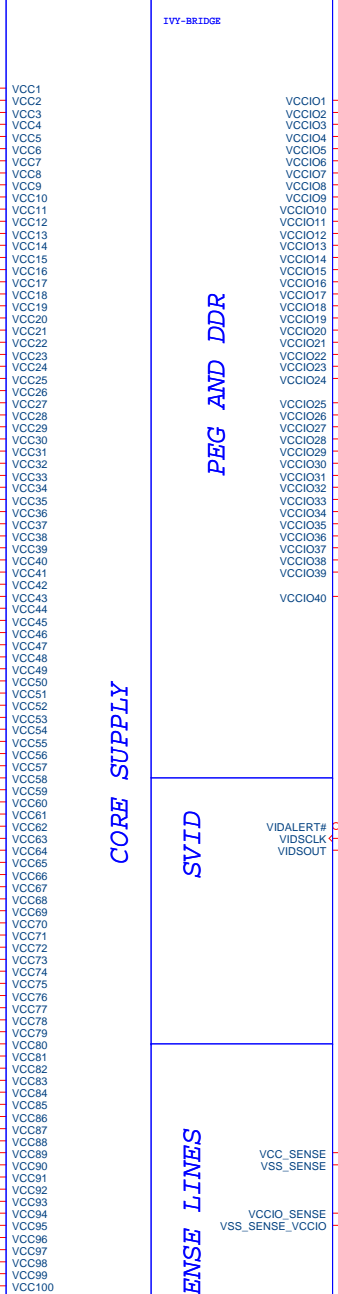 IVY-BRIDGE
VCC1
VCC2
VCC3
VCC4
VCC5
VCC6
VCC7
VCC8
VCC9
VCC10
VCC11
VCC12
VCC13
VCC14
VCC15
VCC16
VCC17
VCC18
VCC19
VCC20
VCC21
VCC22
VCC23
VCC24
VCC25
VCC26
VCC27
VCC28
VCC29
VCC30
VCC31
VCC32
VCC33
VCC34
VCC35
VCC36
VCC37
VCC38
VCC39
VCC40
VCC41
VCC42
VCC43
VCC44
VCC45
VCC46
VCC47
VCC48
VCC49
VCC50
VCC51
VCC52
VCC53
VCC54
VCC55
VCC56
VCC57
VCC58
VCC59
VCC60
VCC61
VCC62
VCC63
VCC64
VCC65
VCC66
VCC67
VCC68
VCC69
VCC70
VCC71
VCC72
VCC73
VCC74
VCC75
VCC76
VCC77
VCC78
VCC79
VCC80
VCC81
VCC82
VCC83
VCC84
VCC85
VCC86
VCC87
VCC88
VCC89
VCC90
VCC91
VCC92
VCC93
VCC94
VCC95
VCC96
VCC97
VCC98
VCC99
VCC100
CORE SUPPLY
PEG AND DDR
VCCIO1
VCCIO2
VCCIO3
VCCIO4
VCCIO5
VCCIO6
VCCIO7
VCCIO8
VCCIO9
VCCIO10
VCCIO11
VCCIO12
VCCIO13
VCCIO14
VCCIO15
VCCIO16
VCCIO17
VCCIO18
VCCIO19
VCCIO20
VCCIO21
VCCIO22
VCCIO23
VCCIO24
VCCIO25
VCCIO26
VCCIO27
VCCIO28
VCCIO29
VCCIO30
VCCIO31
VCCIO32
VCCIO33
VCCIO34
VCCIO35
VCCIO36
VCCIO37
VCCIO38
VCCIO39
VCCIO40
SVID
VIDALERT#
VIDSCLK
VIDSOUT
ENSE LINES
VCC_SENSE
VSS_SENSE
VCCIO_SENSE
VSS_SENSE_VCCIO